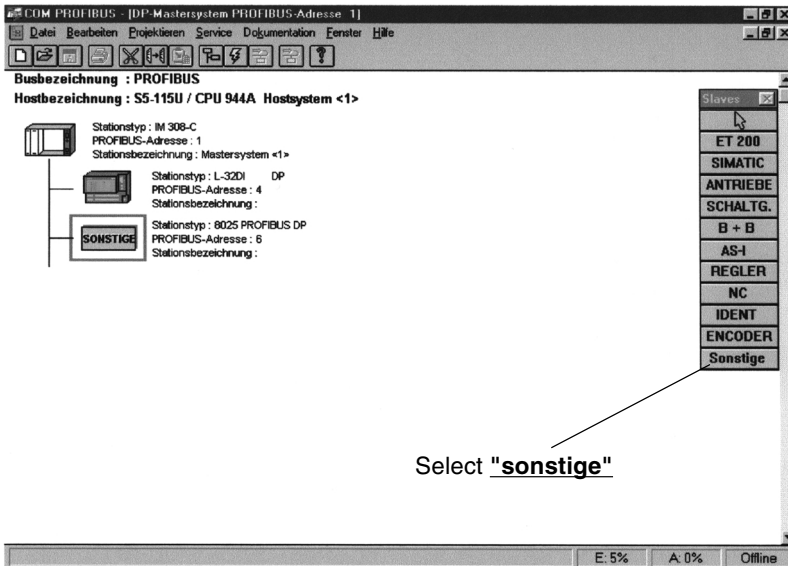 COM PROFIBUS - [DP-Mastersystem PROFIBUS-Adresse 1]
Datei Bearbeiten Projektieren Service Dokumentation Fenster Hilfe
Busbezeichnung : PROFIBUS
Hostbezeichnung : S5-115U / CPU 944A Hostsystem <1>
Stationstyp : IM 308-C
PROFIBUS-Adresse : 1
Stationsbezeichnung : Mastersystem <1>
Stationstyp : L-32DI DP
PROFIBUS-Adresse : 4
Stationsbezeichnung :
SONSTIGE
Stationstyp : 8025 PROFIBUS DP
PROFIBUS-Adresse : 6
Stationsbezeichnung :
Slaves
ET 200
SIMATIC
ANTRIEBE
SCHALTG.
B + B
AS-I
REGLER
NC
IDENT
ENCODER
Sonstige
Select "sonstige"
E: 5% A: 0% Offline